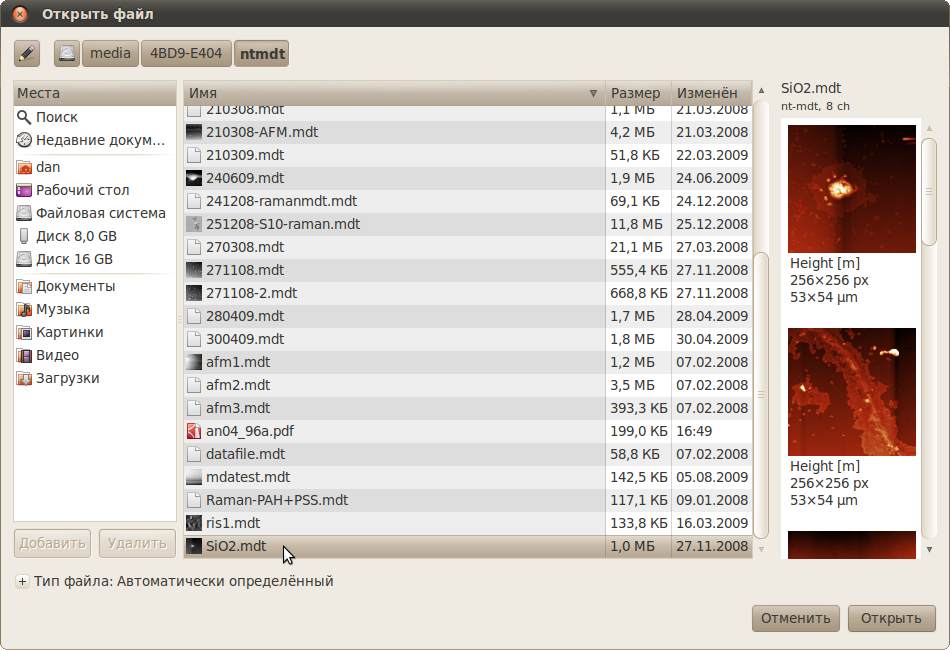 Открыть файл
media 4BD9-E404 ntmdt
Места
Поиск
Недавние докум...
dan
Рабочий стол
Файловая система
Диск 8,0 GB
Диск 16 GB
Документы
Музыка
Картинки
Видео
Загрузки
Добавить Удалить
Имя Размер Изменён
210308.mdt 1,1 МБ 21.03.2008
210308-AFM.mdt 4,2 МБ 21.03.2008
210309.mdt 51,8 КБ 22.03.2009
240609.mdt 1,9 МБ 24.06.2009
241208-ramanmdt.mdt 69,1 КБ 24.12.2008
251208-S10-raman.mdt 11,8 МБ 25.12.2008
270308.mdt 21,1 МБ 27.03.2008
271108.mdt 555,4 КБ 27.11.2008
271108-2.mdt 668,8 КБ 27.11.2008
280409.mdt 1,7 МБ 28.04.2009
300409.mdt 1,8 МБ 30.04.2009
afm1.mdt 1,2 МБ 07.02.2008
afm2.mdt 3,5 МБ 07.02.2008
afm3.mdt 393,3 КБ 07.02.2008
an04_96a.pdf 199,0 КБ 16:49
datafile.mdt 58,8 КБ 07.02.2008
mdatest.mdt 142,5 КБ 05.08.2009
Raman-PAH+PSS.mdt 117,1 КБ 09.01.2008
ris1.mdt 133,8 КБ 16.03.2009
SiO2.mdt 1,0 МБ 27.11.2008
SiO2.mdt
nt-mdt, 8 ch
Height [m]
256×256 px
53×54 µm
Height [m]
256×256 px
53×54 µm
Тип файла: Автоматически определённый
Отменить Открыть